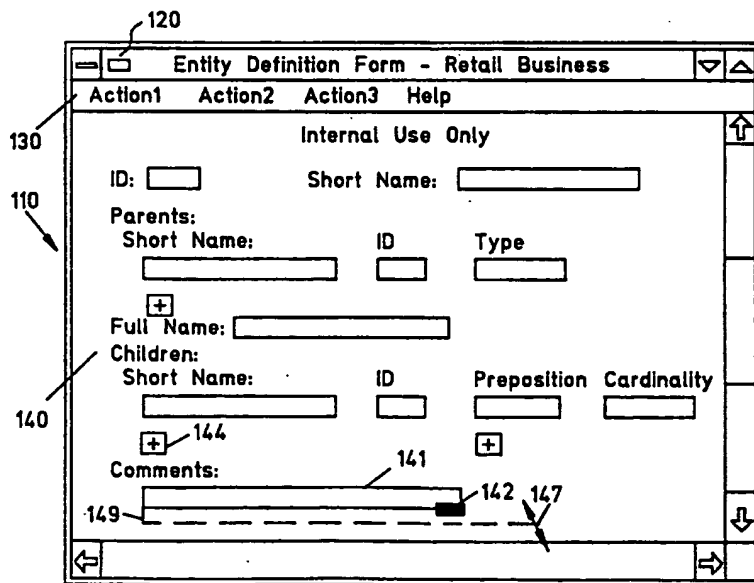 120
Entity Definition Form - Retail Business
Action1 Action2 Action3 Help
130
Internal Use Only
ID: Short Name:
110
Parents:
Short Name: ID Type
+
Full Name:
Children:
Short Name: ID Preposition Cardinality
140
+ 144 +
Comments: 141
142 147
149